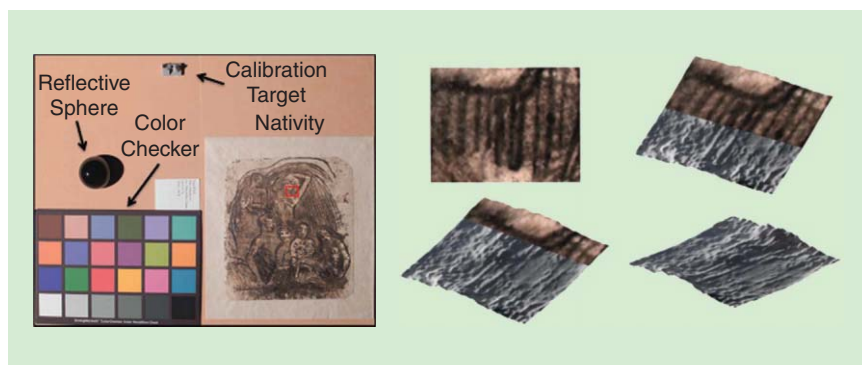 Reflective
Sphere
Calibration
Target
Nativity
Color
Checker